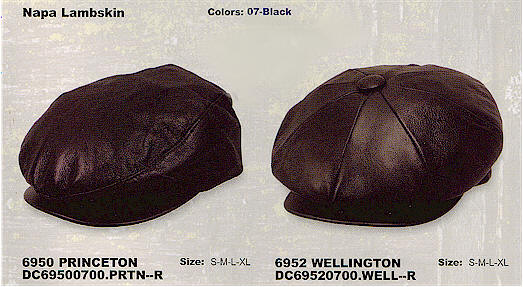 Napa Lambskin Colors: 07-Black
6950 PRINCETON Size: S-M-L-XL 6952 WELLINGTON Size: S-M-L-XL
DC69500700.PRTN--R DC69520700.WELL--R